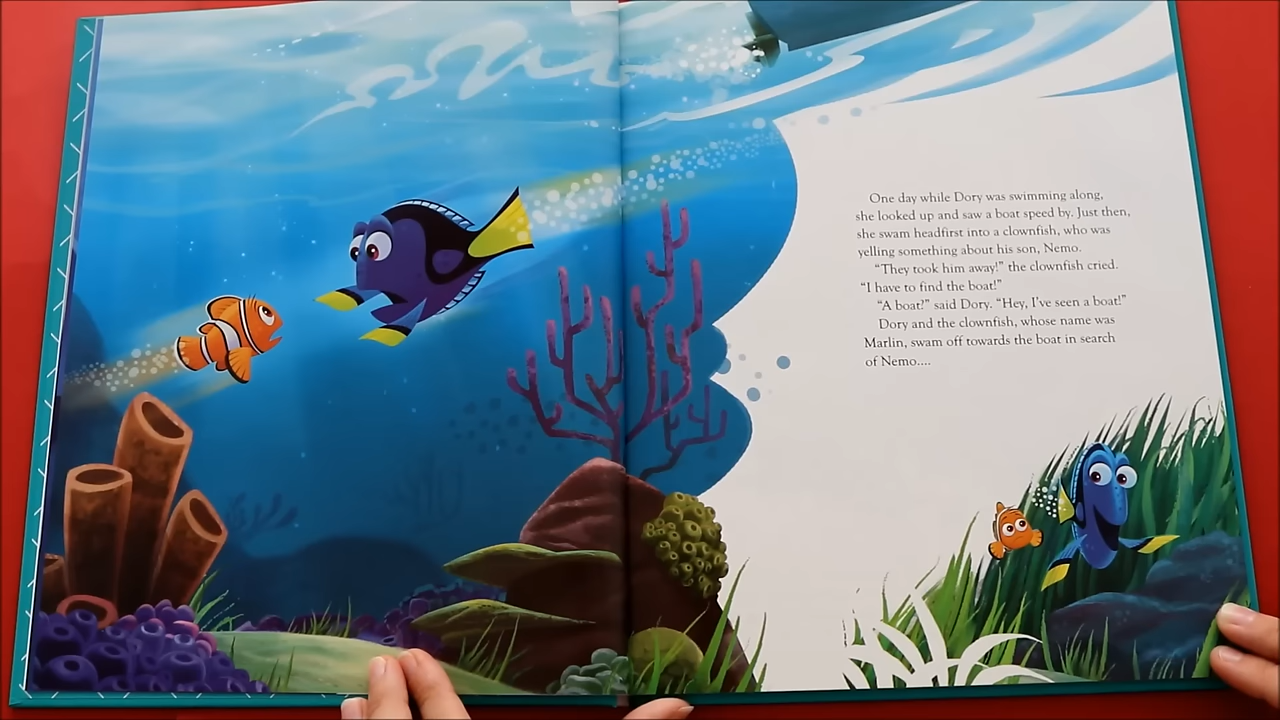 One day while Dory was swimming along,
she looked up and saw a boat speed by. Just then,
she swam headfirst into a clownfish, who was
yelling something about his son, Nemo.
“They took him away!” the clownfish cried.
“I have to find the boat!”
“A boat?” said Dory. “Hey, I’ve seen a boat!”
Dory and the clownfish, whose name was
Marlin, swam off towards the boat in search
of Nemo....